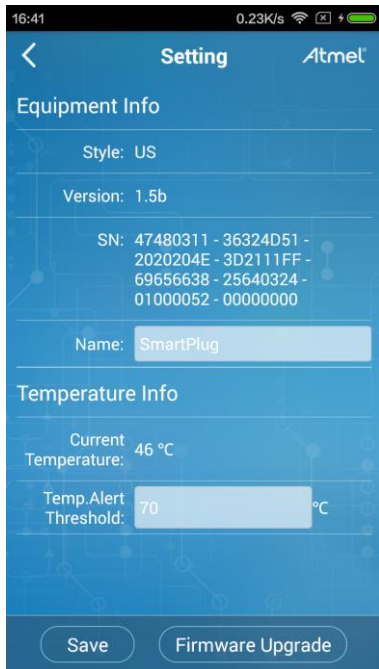 16:41 0.23K/s
Setting Atmel
Equipment Info
Style: US
Version: 1.5b
SN: 47480311 - 36324D51 -
2020204E - 3D2111FF -
69656638 - 25640324 -
01000052 - 00000000
Name: SmartPlug
Temperature Info
Current
Temperature: 46 °C
Temp.Alert
Threshold: 70 °C
Save Firmware Upgrade